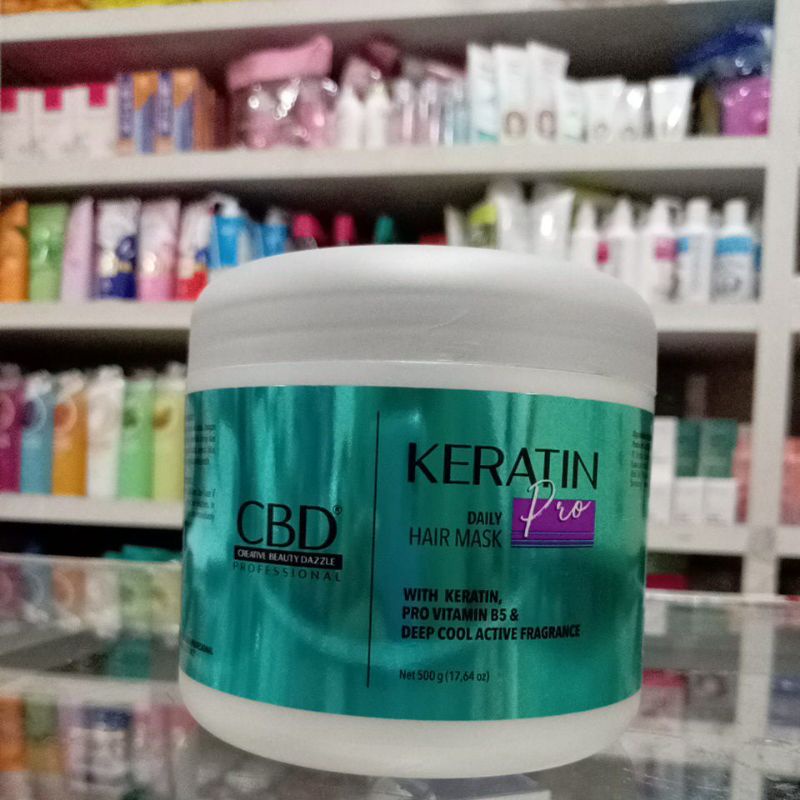 CBD®
CREATIVE BEAUTY DAZZLE
PROFESSIONAL
KERATIN
Pro
DAILY
HAIR MASK
WITH KERATIN,
PRO VITAMIN B5 &
DEEP COOL ACTIVE FRAGRANCE
Net 500 g (17,64 oz)